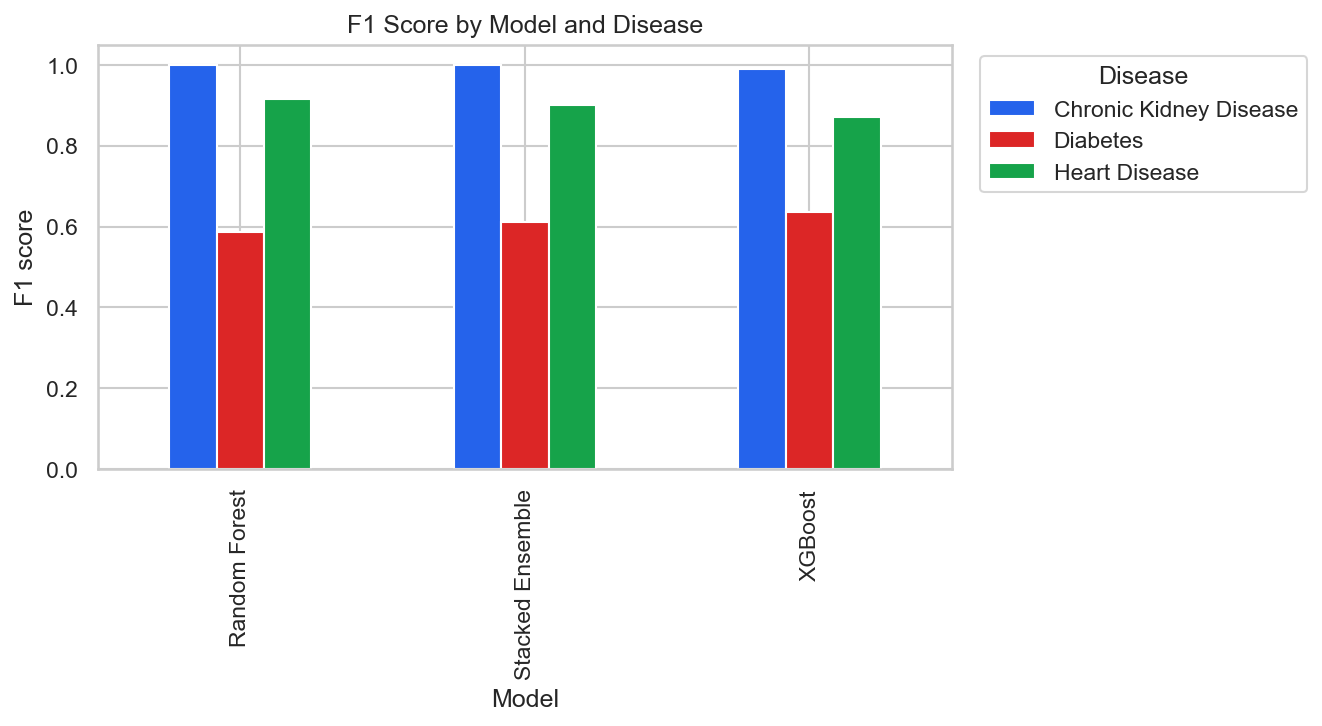 F1 Score by Model and Disease
F1 score
1.0
0.8
0.6
0.4
0.2
0.0
Random Forest
Stacked Ensemble
XGBoost
Model
Disease
Chronic Kidney Disease
Diabetes
Heart Disease